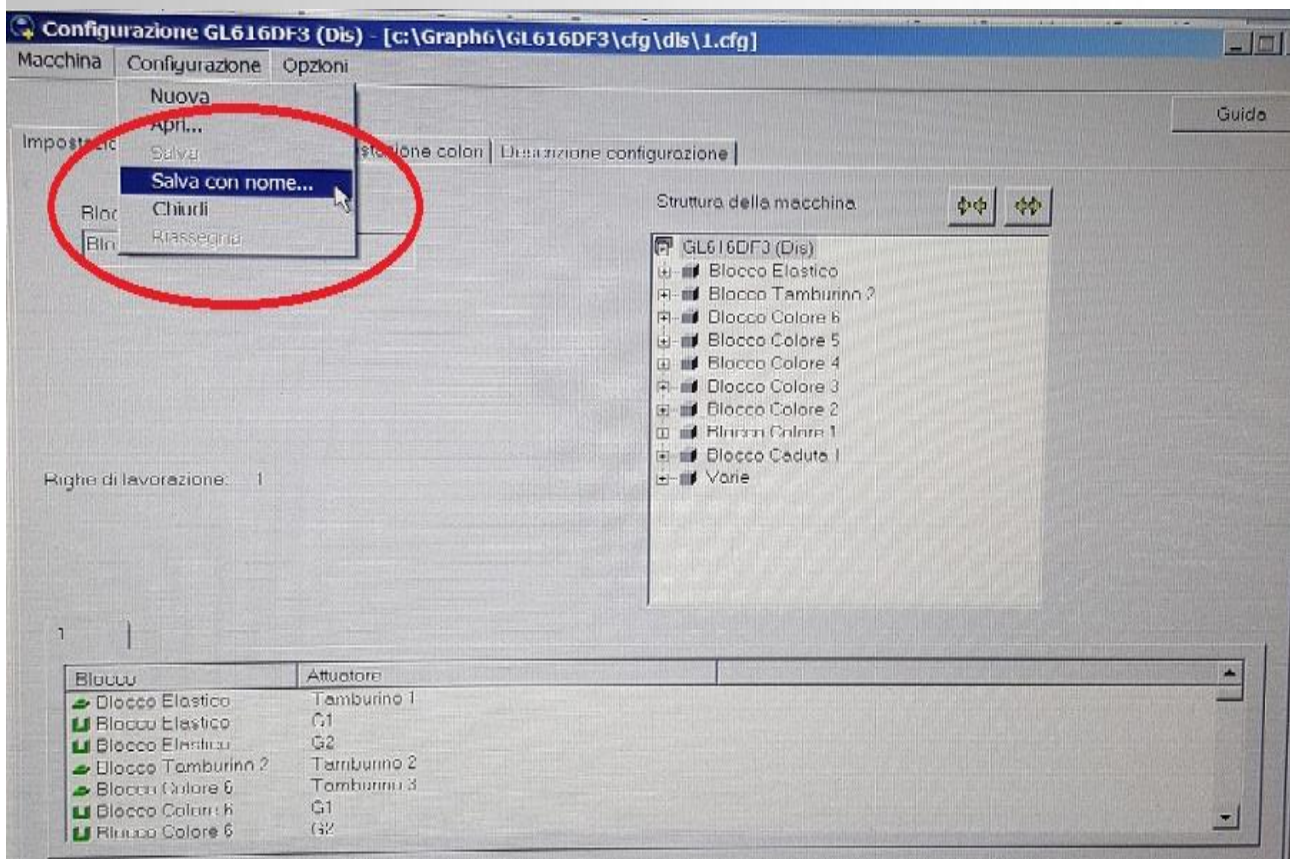 Configurazione GL616DF3 (Dis) - [c:\Graph6\GL616DF3\cfg\dis\1.cfg]
Macchina Configurazione Opzioni
Nuova
Guida
Apri...
Salva
colori Descrizione configurazione
Salva con nome...
Struttura della macchina
Chiudi
Riassegna
GL616DF3 (Dis)
Blocco Elastico
Blocco Tamburino 2
Blocco Colore 6
Blocco Colore 5
Blocco Colore 4
Blocco Colore 3
Blocco Colore 2
Blocco Colore 1
Blocco Caduta 1
Varie
Righe di lavorazione: 1
1
Blocco Attuatore
Blocco Elastico Tamburino 1
Blocco Elastico G1
Blocco Elastico G2
Blocco Tamburino 2 Tamburino 2
Blocco Colore 6 Tamburino 3
Blocco Colore 6 G1
Blocco Colore 6 G2